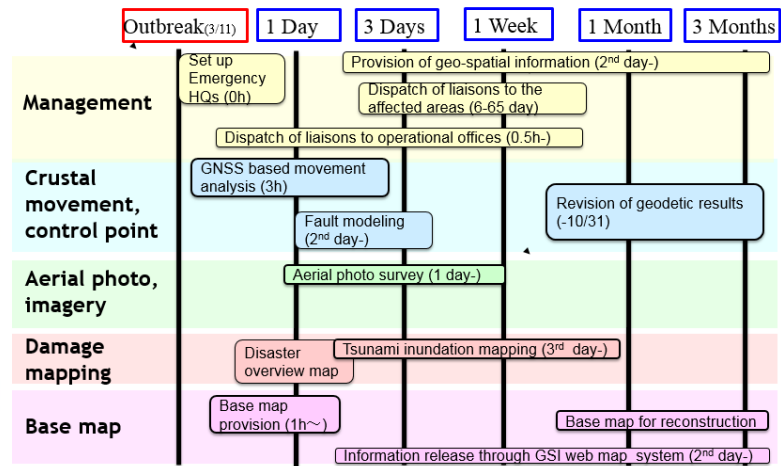 Outbreak(3/11)
1 Day
3 Days
1 Week
1 Month
3 Months
Management
Set up
Emergency
HQs (0h)
Provision of geo-spatial information (2nd day-)
Dispatch of liaisons to the
affected areas (6-65 day)
Dispatch of liaisons to operational offices (0.5h-)
Crustal
movement,
control point
GNSS based movement
analysis (3h)
Fault modeling
(2nd day-)
Revision of geodetic results
(-10/31)
Aerial photo,
imagery
Aerial photo survey (1 day-)
Damage
mapping
Disaster
overview map
Tsunami inundation mapping (3rd day-)
Base map
Base map
provision (1h～)
Base map for reconstruction
Information release through GSI web map system (2nd day-)